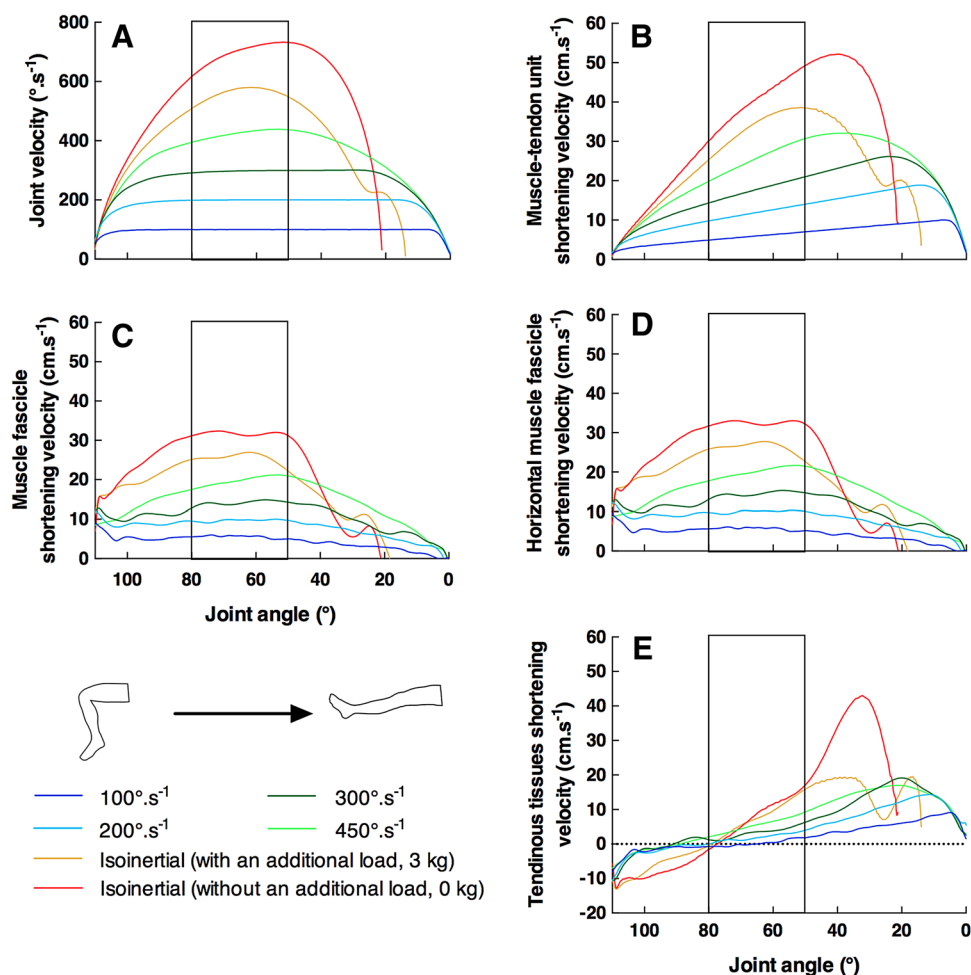 A
Joint velocity (°.s-1)
800
600
400
200
0
B
Muscle-tendon unit
shortening velocity (cm.s-1)
60
50
40
30
20
10
0
C
Muscle fascicle
shortening velocity (cm.s-1)
60
50
40
30
20
10
0
100 80 60 40 20 0
Joint angle (°)
D
Horizontal muscle fascicle
shortening velocity (cm.s-1)
60
50
40
30
20
10
0
E
Tendinous tissues shortening
velocity (cm.s-1)
60
50
40
30
20
10
0
-10
-20
100 80 60 40 20 0
Joint angle (°)
100°.s-1
300°.s-1
200°.s-1
450°.s-1
Isoinertial (with an additional load, 3 kg)
Isoinertial (without an additional load, 0 kg)